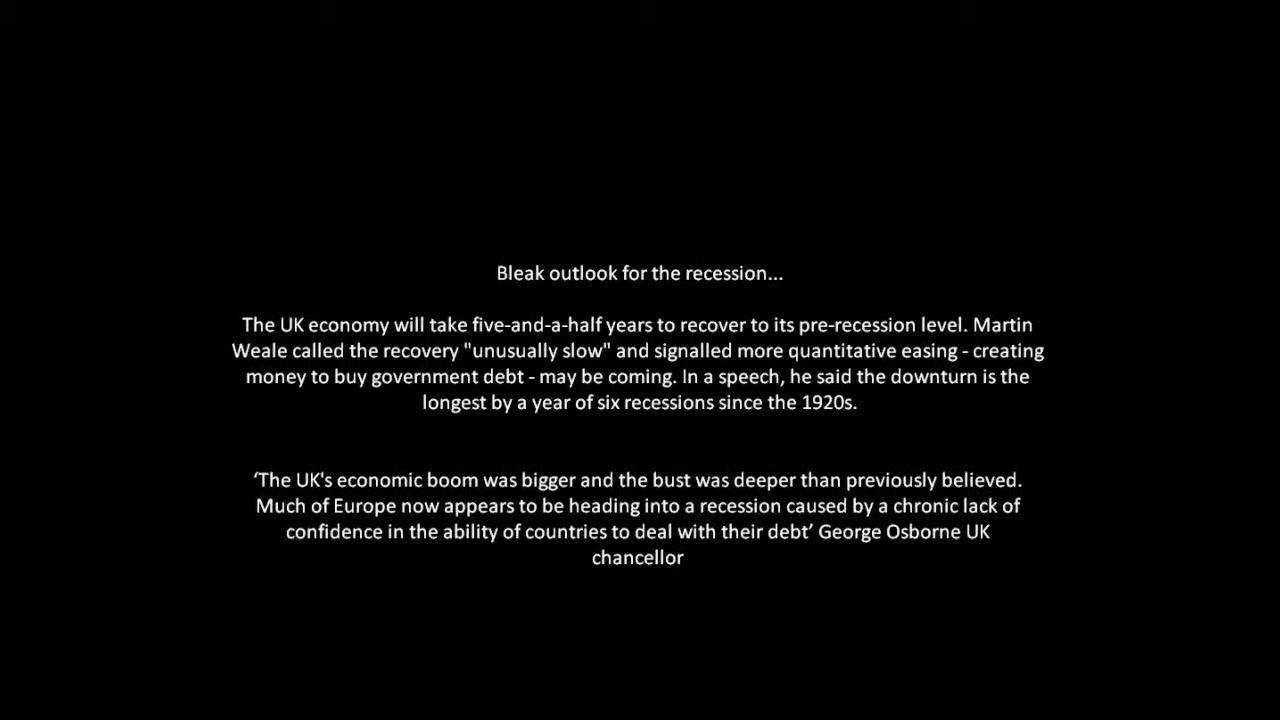 Bleak outlook for the recession...
The UK economy will take five-and-a-half years to recover to its pre-recession level. Martin
Weale called the recovery "unusually slow" and signalled more quantitative easing - creating
money to buy government debt - may be coming. In a speech, he said the downturn is the
longest by a year of six recessions since the 1920s.
‘The UK's economic boom was bigger and the bust was deeper than previously believed.
Much of Europe now appears to be heading into a recession caused by a chronic lack of
confidence in the ability of countries to deal with their debt’ George Osborne UK
chancellor